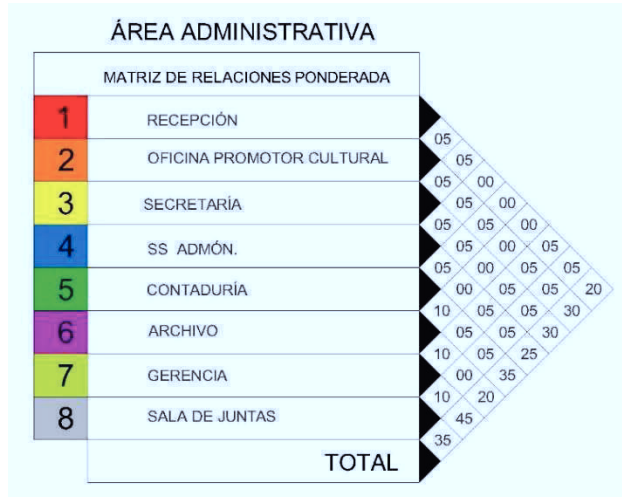 ÁREA ADMINISTRATIVA
MATRIZ DE RELACIONES PONDERADA
1 RECEPCIÓN
05
2 OFICINA PROMOTOR CULTURAL 05
05 00
3 SECRETARÍA 05 00
05 05 00
4 SS ADMÓN. 05 00 05
05 00 05 05
5 CONTADURÍA 00 05 05 20
10 05 05 30
6 ARCHIVO 05 05 30
10 05 25
7 GERENCIA 00 35
10 20
8 SALA DE JUNTAS 45
35
TOTAL